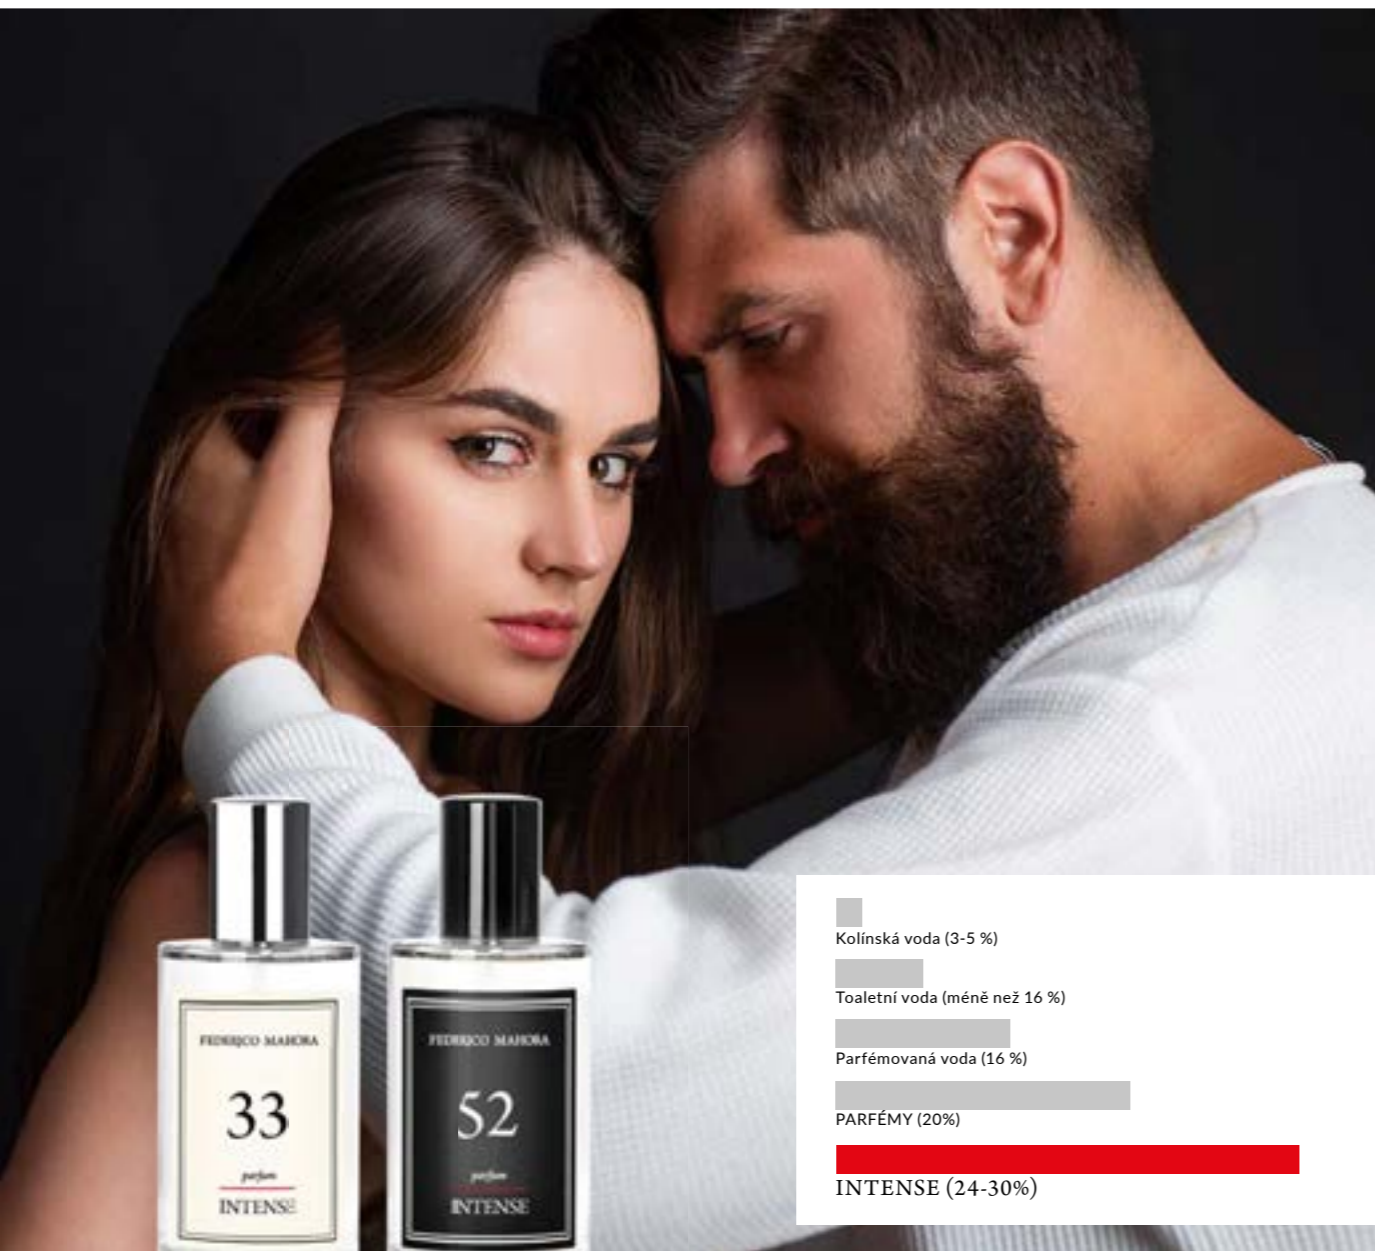 FEDERICO MAHORA
33
parfum
INTENSE
FEDERICO MAHORA
52
parfum
INTENSE
Kolínská voda (3-5 %)
Toaletní voda (méně než 16 %)
Parfémovaná voda (16 %)
PARFÉMY (20%)
INTENSE (24-30%)